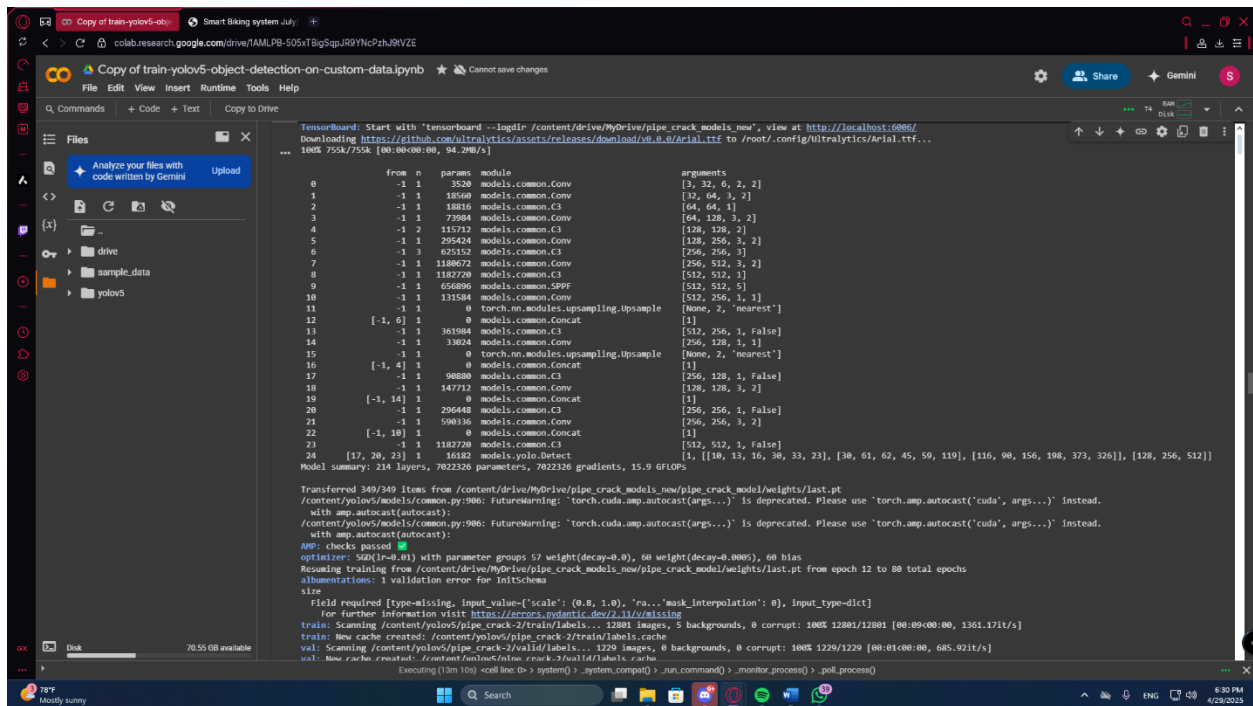 Copy of train-yolov5-obje
Smart Biking system July
colab.research.google.com/drive/1AMLPB-505xTBigSqpJR9YNcPzhJ9tVZE
Copy of train-yolov5-object-detection-on-custom-data.ipynb
Cannot save changes
File Edit View Insert Runtime Tools Help
Share
Gemini
S
Commands + Code + Text Copy to Drive
T4 RAM
Disk
Files
Analyze your files with
code written by Gemini
Upload
..
drive
sample_data
yolov5
Disk 70.55 GB available
TensorBoard: Start with 'tensorboard --logdir /content/drive/MyDrive/pipe_crack_models_new', view at http://localhost:6006/
Downloading https://github.com/ultralytics/assets/releases/download/v0.0.0/Arial.ttf to /root/.config/Ultralytics/Arial.ttf...
100% 755k/755k [00:00<00:00, 94.2MB/s]
from n params module arguments
0 -1 1 3520 models.common.Conv [3, 32, 6, 2, 2]
1 -1 1 18560 models.common.Conv [32, 64, 3, 2]
2 -1 1 18816 models.common.C3 [64, 64, 1]
3 -1 1 73984 models.common.Conv [64, 128, 3, 2]
4 -1 2 115712 models.common.C3 [128, 128, 2]
5 -1 1 295424 models.common.Conv [128, 256, 3, 2]
6 -1 3 625152 models.common.C3 [256, 256, 3]
7 -1 1 1180672 models.common.Conv [256, 512, 3, 2]
8 -1 1 1182720 models.common.C3 [512, 512, 1]
9 -1 1 656896 models.common.SPPF [512, 512, 5]
10 -1 1 131584 models.common.Conv [512, 256, 1, 1]
11 -1 1 0 torch.nn.modules.upsampling.Upsample [None, 2, 'nearest']
12 [-1, 6] 1 0 models.common.Concat [1]
13 -1 1 361984 models.common.C3 [512, 256, 1, False]
14 -1 1 33024 models.common.Conv [256, 128, 1, 1]
15 -1 1 0 torch.nn.modules.upsampling.Upsample [None, 2, 'nearest']
16 [-1, 4] 1 0 models.common.Concat [1]
17 -1 1 90880 models.common.C3 [256, 128, 1, False]
18 -1 1 147712 models.common.Conv [128, 128, 3, 2]
19 [-1, 14] 1 0 models.common.Concat [1]
20 -1 1 296448 models.common.C3 [256, 256, 1, False]
21 -1 1 590336 models.common.Conv [256, 256, 3, 2]
22 [-1, 10] 1 0 models.common.Concat [1]
23 -1 1 1182720 models.common.C3 [512, 512, 1, False]
24 [17, 20, 23] 1 16182 models.yolo.Detect [1, [[10, 13, 16, 30, 33, 23], [30, 61, 62, 45, 59, 119], [116, 90, 156, 198, 373, 326]], [128, 256, 512]]
Model summary: 214 layers, 7022326 parameters, 7022326 gradients, 15.9 GFLOPs
Transferred 349/349 items from /content/drive/MyDrive/pipe_crack_models_new/pipe_crack_model/weights/last.pt
/content/yolov5/models/common.py:906: FutureWarning: `torch.cuda.amp.autocast(args...)` is deprecated. Please use `torch.amp.autocast('cuda', args...)` instead.
with amp.autocast(autocast):
/content/yolov5/models/common.py:906: FutureWarning: `torch.cuda.amp.autocast(args...)` is deprecated. Please use `torch.amp.autocast('cuda', args...)` instead.
with amp.autocast(autocast):
AMP: checks passed ✅
optimizer: SGD(lr=0.01) with parameter groups 57 weight(decay=0.0), 60 weight(decay=0.0005), 60 bias
Resuming training from /content/drive/MyDrive/pipe_crack_models_new/pipe_crack_model/weights/last.pt from epoch 12 to 80 total epochs
albumentations: 1 validation error for InitSchema
size
Field required [type=missing, input_value={'scale': (0.8, 1.0), 'ra...'mask_interpolation': 0}, input_type=dict]
For further information visit https://errors.pydantic.dev/2.11/v/missing
train: Scanning /content/yolov5/pipe_crack-2/train/labels... 12801 images, 5 backgrounds, 0 corrupt: 100% 12801/12801 [00:09<00:00, 1361.17it/s]
train: New cache created: /content/yolov5/pipe_crack-2/train/labels.cache
val: Scanning /content/yolov5/pipe_crack-2/valid/labels... 1229 images, 0 backgrounds, 0 corrupt: 100% 1229/1229 [00:01<00:00, 685.92it/s]
val: New cache created: /content/yolov5/pipe_crack-2/valid/labels.cache
Executing (13m 10s) <cell line: 0> > system() > _system_compat() > _run_command() > _monitor_process() > _poll_process()
78°F
Mostly sunny
Search
ENG
6:30 PM
4/29/2025